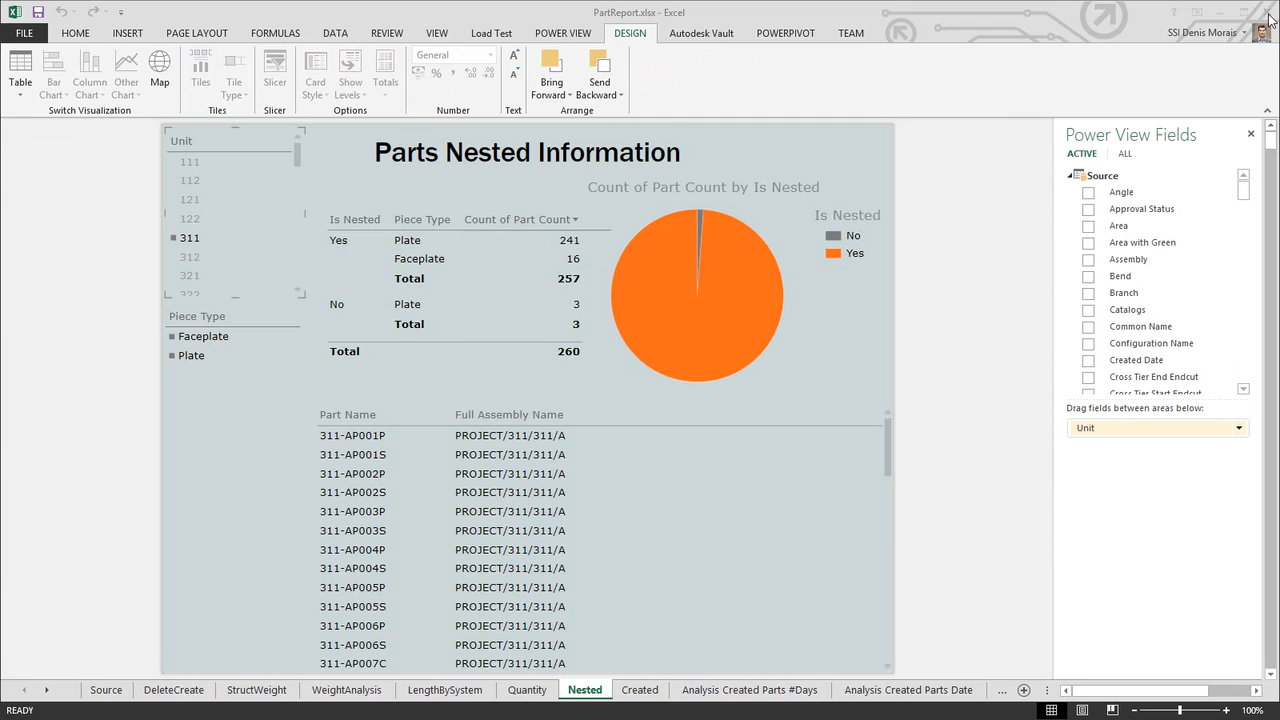 PartReport.xlsx - Excel
?
FILE HOME INSERT PAGE LAYOUT FORMULAS DATA REVIEW VIEW Load Test POWER VIEW DESIGN Autodesk Vault POWERPIVOT TEAM SSI Denis Morais
Table Bar Chart Column Chart Other Chart Map
Switch Visualization
Tiles Tile Type
Tiles
Slicer
Slicer
Card Style Show Levels Totals
Options
General
% ,
Number
A A
Text
Bring Forward Send Backward
Arrange
Unit
111
112
121
122
311
312
321
322
Piece Type
Faceplate
Plate
Parts Nested Information
Is Nested Piece Type Count of Part Count
Yes Plate 241
Faceplate 16
Total 257
No Plate 3
Total 3
Total 260
Count of Part Count by Is Nested
Is Nested
No
Yes
Part Name Full Assembly Name
311-AP001P PROJECT/311/311/A
311-AP001S PROJECT/311/311/A
311-AP002P PROJECT/311/311/A
311-AP002S PROJECT/311/311/A
311-AP003P PROJECT/311/311/A
311-AP003S PROJECT/311/311/A
311-AP004P PROJECT/311/311/A
311-AP004S PROJECT/311/311/A
311-AP005P PROJECT/311/311/A
311-AP005S PROJECT/311/311/A
311-AP006P PROJECT/311/311/A
311-AP006S PROJECT/311/311/A
311-AP007C PROJECT/311/311/A
Power View Fields
ACTIVE ALL
Source
Angle
Approval Status
Area
Area with Green
Assembly
Bend
Branch
Catalogs
Common Name
Configuration Name
Created Date
Cross Tier End Endcut
Cross Tier Start Endcut
Drag fields between areas below:
Unit
Source DeleteCreate StructWeight WeightAnalysis LengthBySystem Quantity Nested Created Analysis Created Parts #Days Analysis Created Parts Date ...
READY
100%